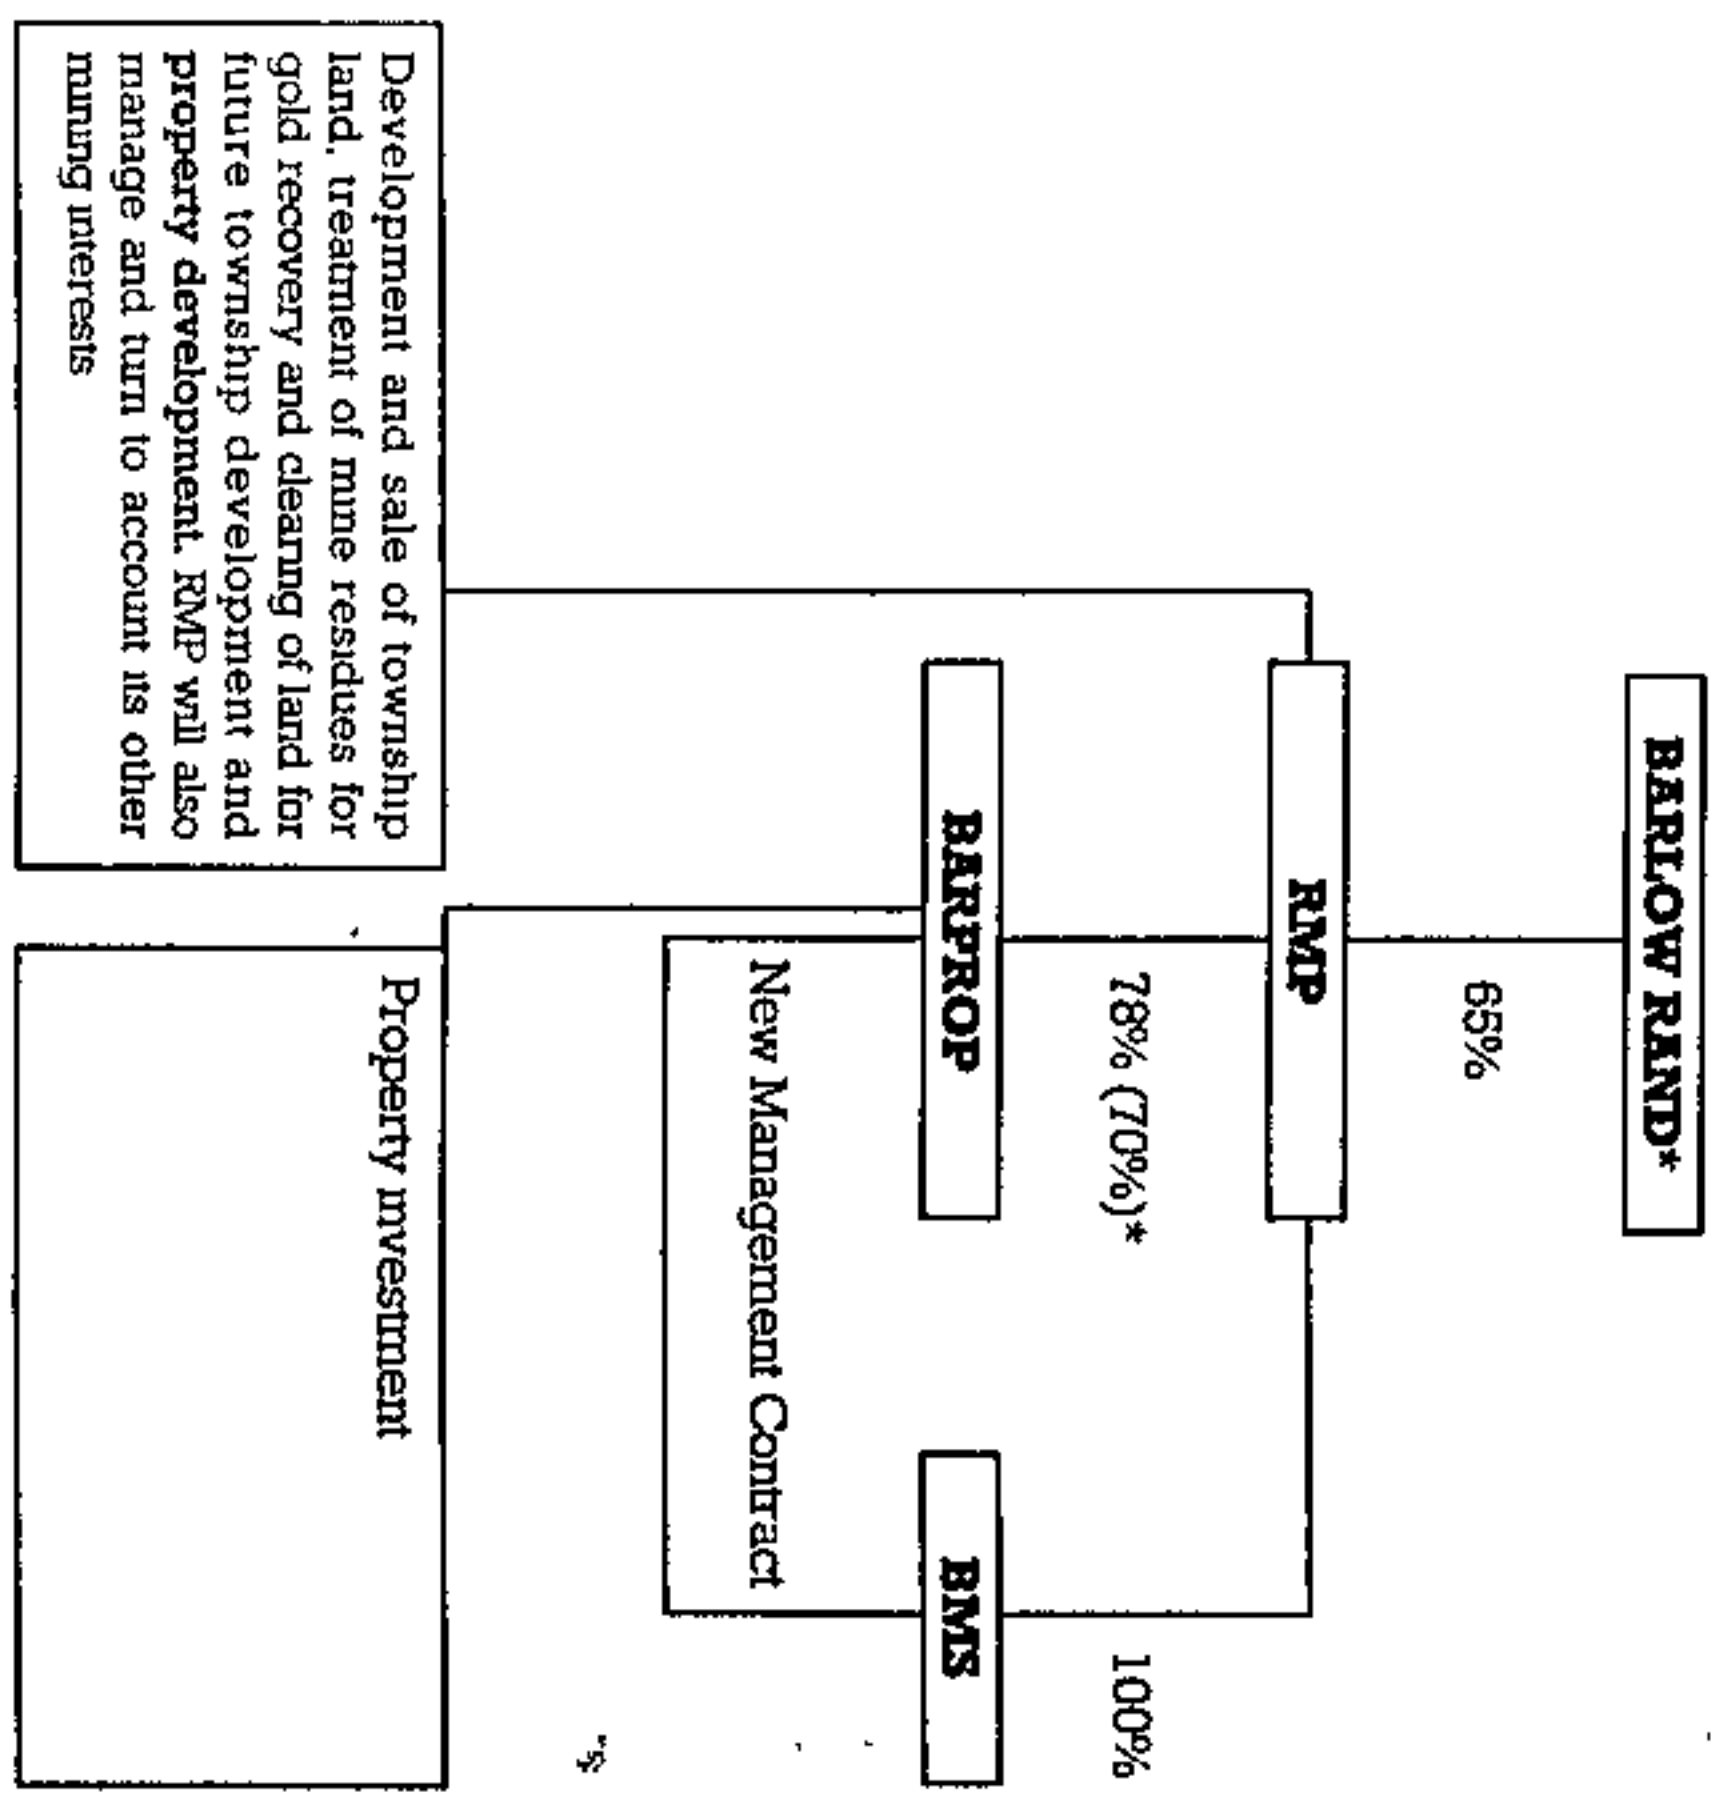 BARLOW RAND*
65%
RMP
78% (70%)*
100%
BARPROP
BMS
New Management Contract
Development and sale of township
land, treatment of mine residues for
gold recovery and clearing of land for
future township development and
property development. RMP will also
manage and turn to account its other
mining interests
Property investment